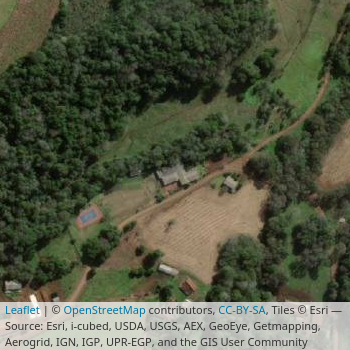 Leaflet | © OpenStreetMap contributors, CC-BY-SA, Tiles © Esri —
Source: Esri, i-cubed, USDA, USGS, AEX, GeoEye, Getmapping,
Aerogrid, IGN, IGP, UPR-EGP, and the GIS User Community